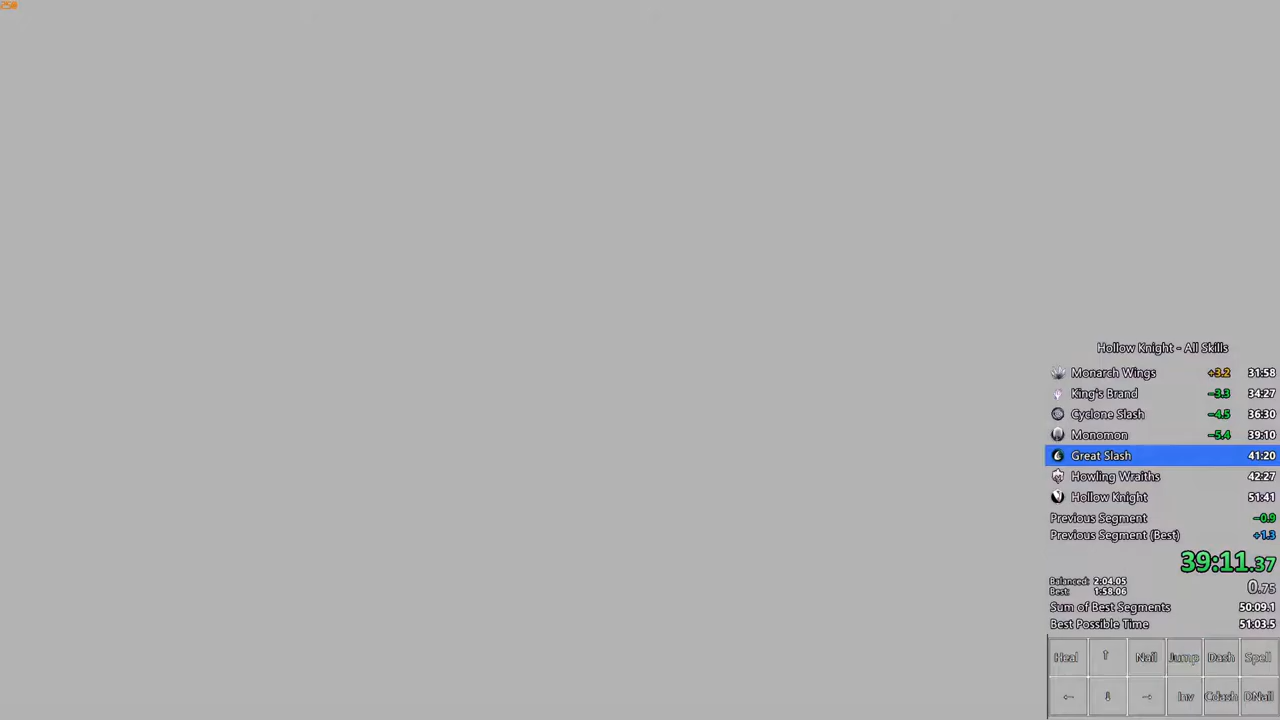 Hollow Knight - All Skills
Monarch Wings +3.2 31:58
King's Brand −3.3 34:27
Cyclone Slash −4.5 36:30
Monomon −5.4 39:10
Great Slash 41:20
Howling Wraiths 42:27
Hollow Knight 51:41
Previous Segment −0.9
Previous Segment (Best) +1.3
39:11.37
Balanced: 2:04.05
Best: 1:58.06
0.75
Sum of Best Segments 50:09.1
Best Possible Time 51:03.5
Heal ↑ Nail Jump Dash Spell
← ↓ → Inv Cdash DNail